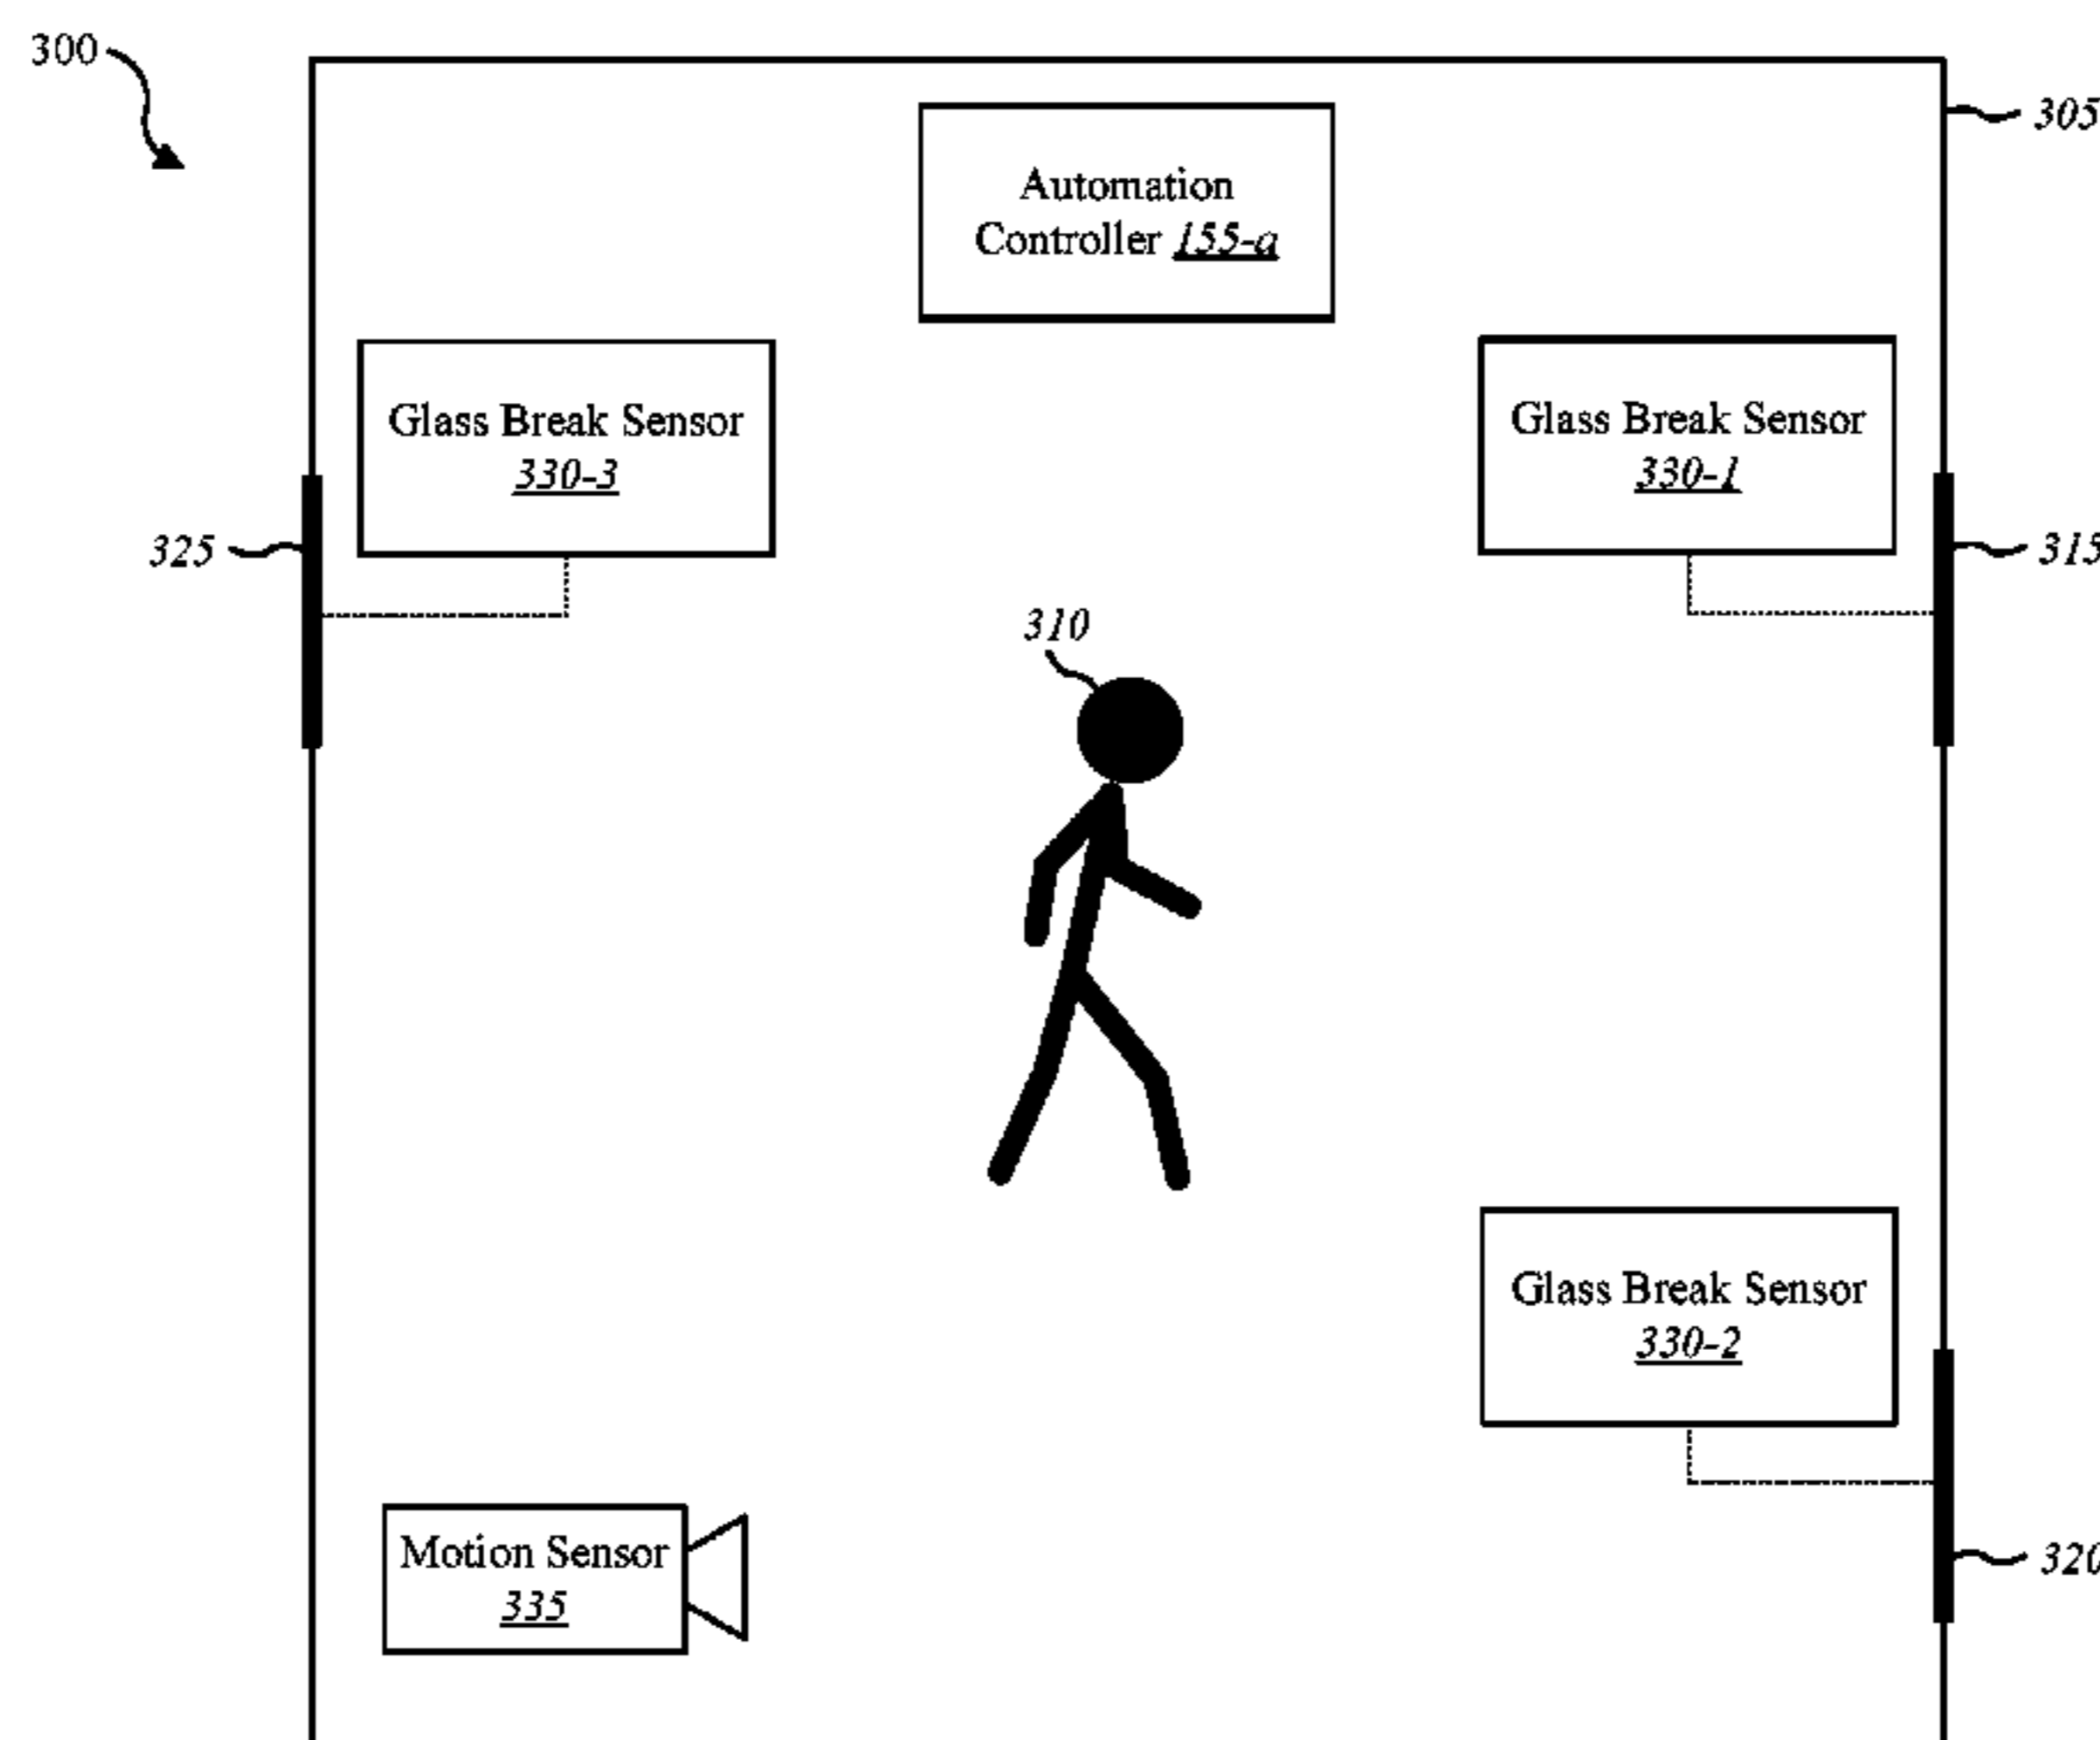 300
305
Automation
Controller 155-a
Glass Break Sensor
330-3
Glass Break Sensor
330-1
325
315
310
Glass Break Sensor
330-2
Motion Sensor
335
320